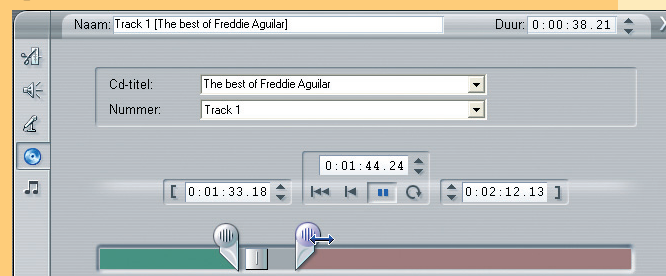 Naam: Track 1 [The best of Freddie Aguilar] Duur: 0:00:38.21
Cd-titel: The best of Freddie Aguilar
Nummer: Track 1
0:01:44.24
[ 0:01:33.18 0:02:12.13 ]